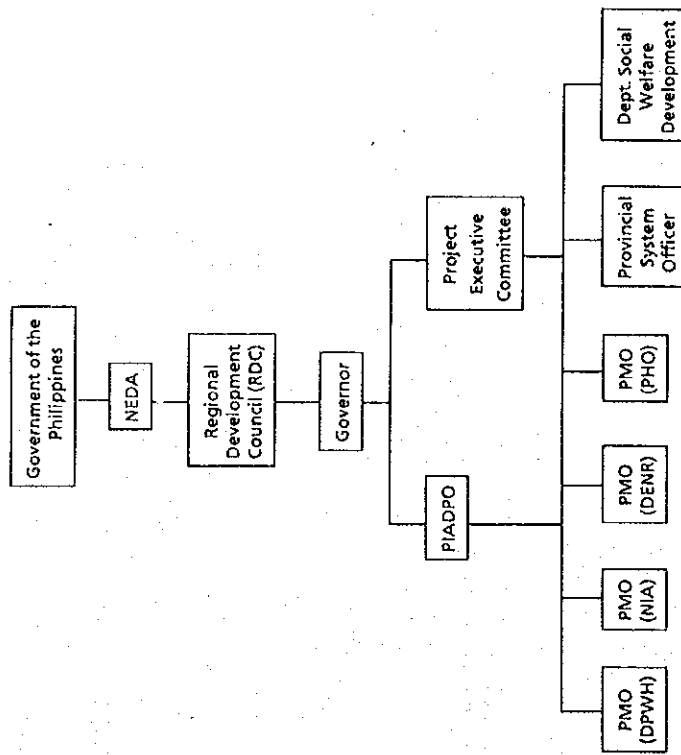 Government of the
Philippines
NEDA
Regional
Development
Council (RDC)
Governor
PIADPO
Project
Executive
Committee
PMO
(DPWH)
PMO
(NIA)
PMO
(DENR)
PMO
(PHO)
Provincial
System
Officer
Dept. Social
Welfare
Development